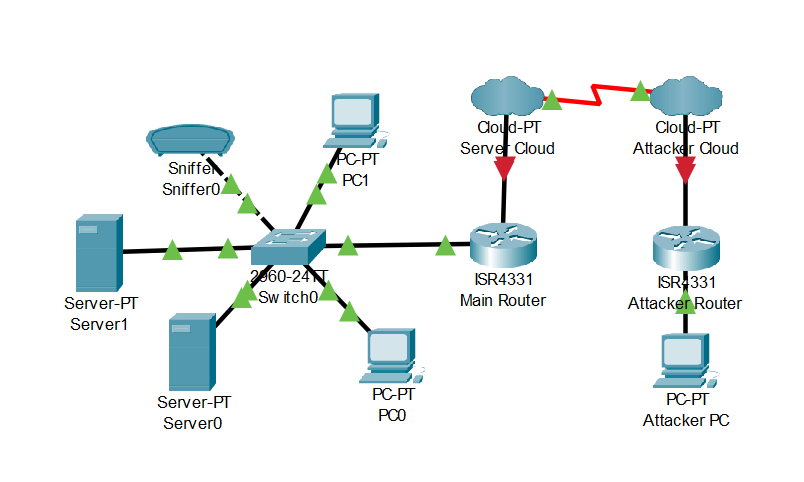 Cloud-PT
Server Cloud
Cloud-PT
Attacker Cloud
PC-PT
PC1
Sniffer
Sniffer0
2960-24TT
Switch0
ISR4331
Main Router
ISR4331
Attacker Router
Server-PT
Server1
Server-PT
Server0
PC-PT
PC0
PC-PT
Attacker PC